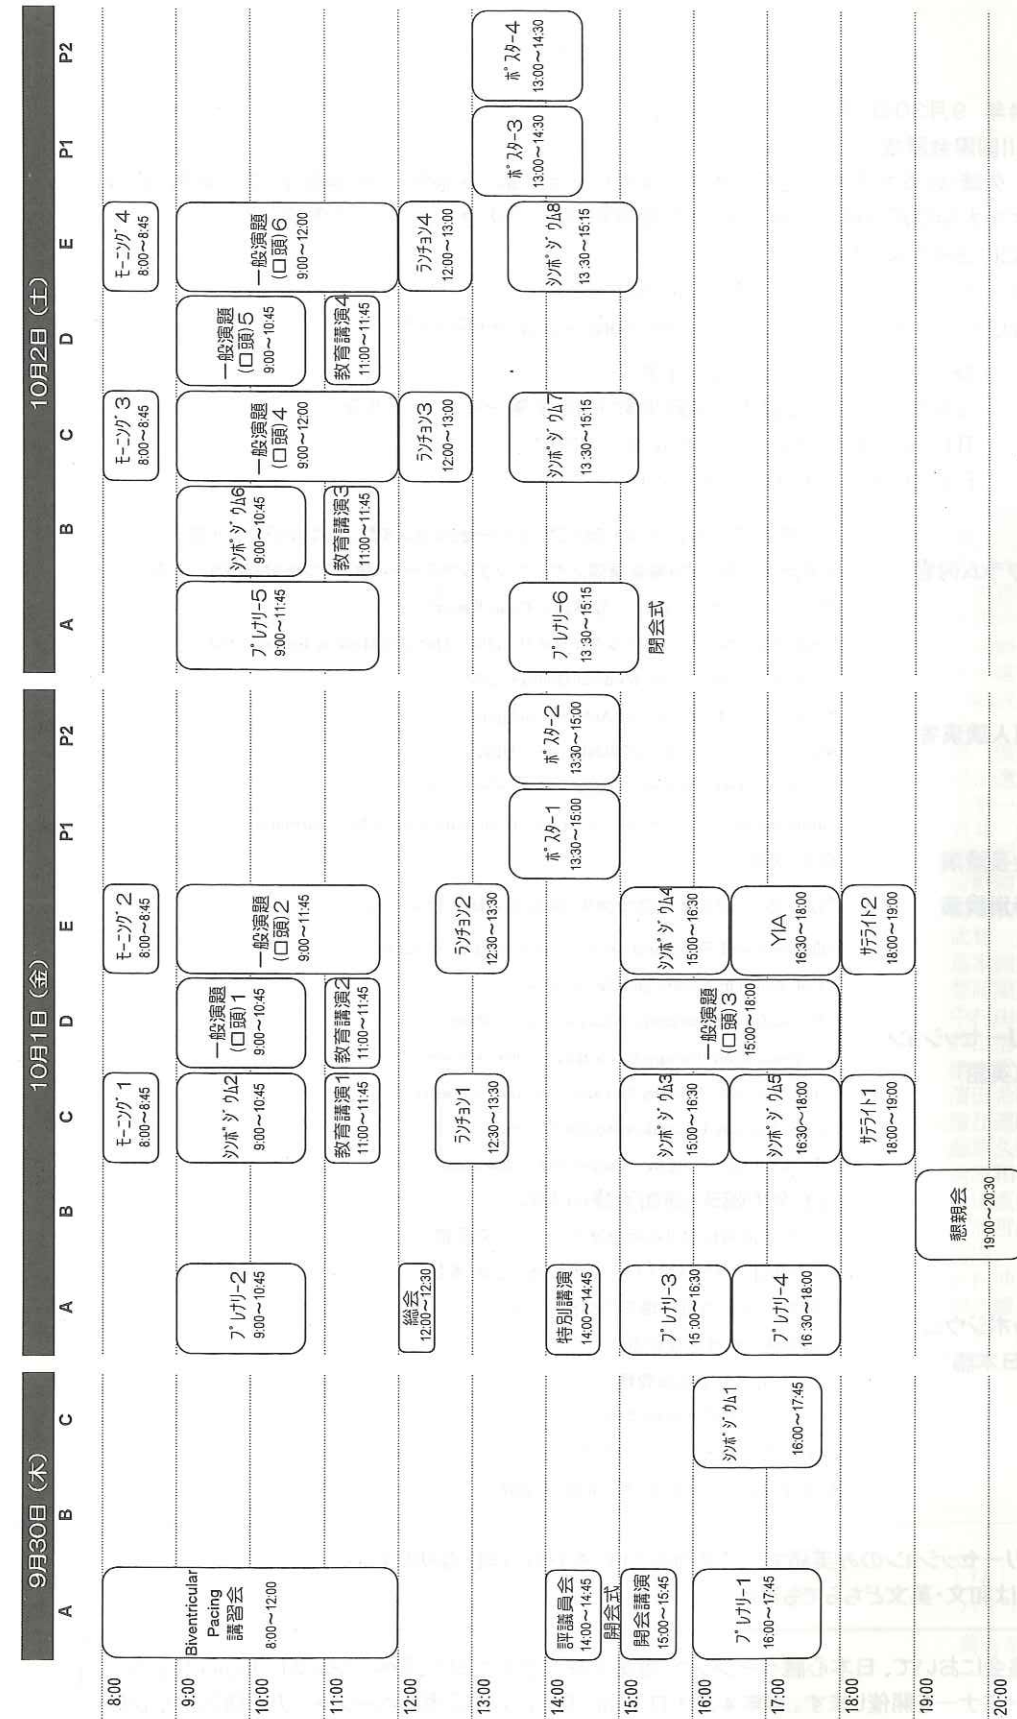 9月30日（木）
A B C
8:00
9:00
10:00
11:00
12:00
13:00
14:00
15:00
16:00
17:00
18:00
19:00
20:00
Biventricular
Pacing
講習会
8:00～12:00
評議員会
14:00～14:45
開会式
開会講演
15:00～15:45
プレナリー1
16:00～17:45
シンポジウム1
16:00～17:45
10月1日（金）
A B C D E P1 P2
プレナリー2
9:00～10:45
総会
12:00～12:30
特別講演
14:00～14:45
プレナリー3
15:00～16:30
プレナリー4
16:30～18:00
懇親会
19:00～20:30
モーニング1
8:00～8:45
シンポジウム2
9:00～10:45
教育講演1
11:00～11:45
ランチョン1
12:30～13:30
シンポジウム3
15:00～16:30
シンポジウム5
16:30～18:00
サテライト1
18:00～19:00
一般演題
(口頭)1
9:00～10:45
教育講演2
11:00～11:45
一般演題
(口頭)3
15:00～18:00
モーニング2
8:00～8:45
一般演題
(口頭)2
9:00～11:45
ランチョン2
12:30～13:30
シンポジウム4
15:00～16:30
YIA
16:30～18:00
サテライト2
18:00～19:00
ポスター1
13:30～15:00
ポスター2
13:30～15:00
10月2日（土）
A B C D E P1 P2
プレナリー5
9:00～11:45
プレナリー6
13:30～15:15
閉会式
シンポジウム6
9:00～10:45
教育講演3
11:00～11:45
モーニング3
8:00～8:45
一般演題
(口頭)4
9:00～12:00
ランチョン3
12:00～13:00
シンポジウム7
13:30～15:15
一般演題
(口頭)5
9:00～10:45
教育講演4
11:00～11:45
モーニング4
8:00～8:45
一般演題
(口頭)6
9:00～12:00
ランチョン4
12:00～13:00
シンポジウム8
13:30～15:15
ポスター3
13:00～14:30
ポスター4
13:00～14:30